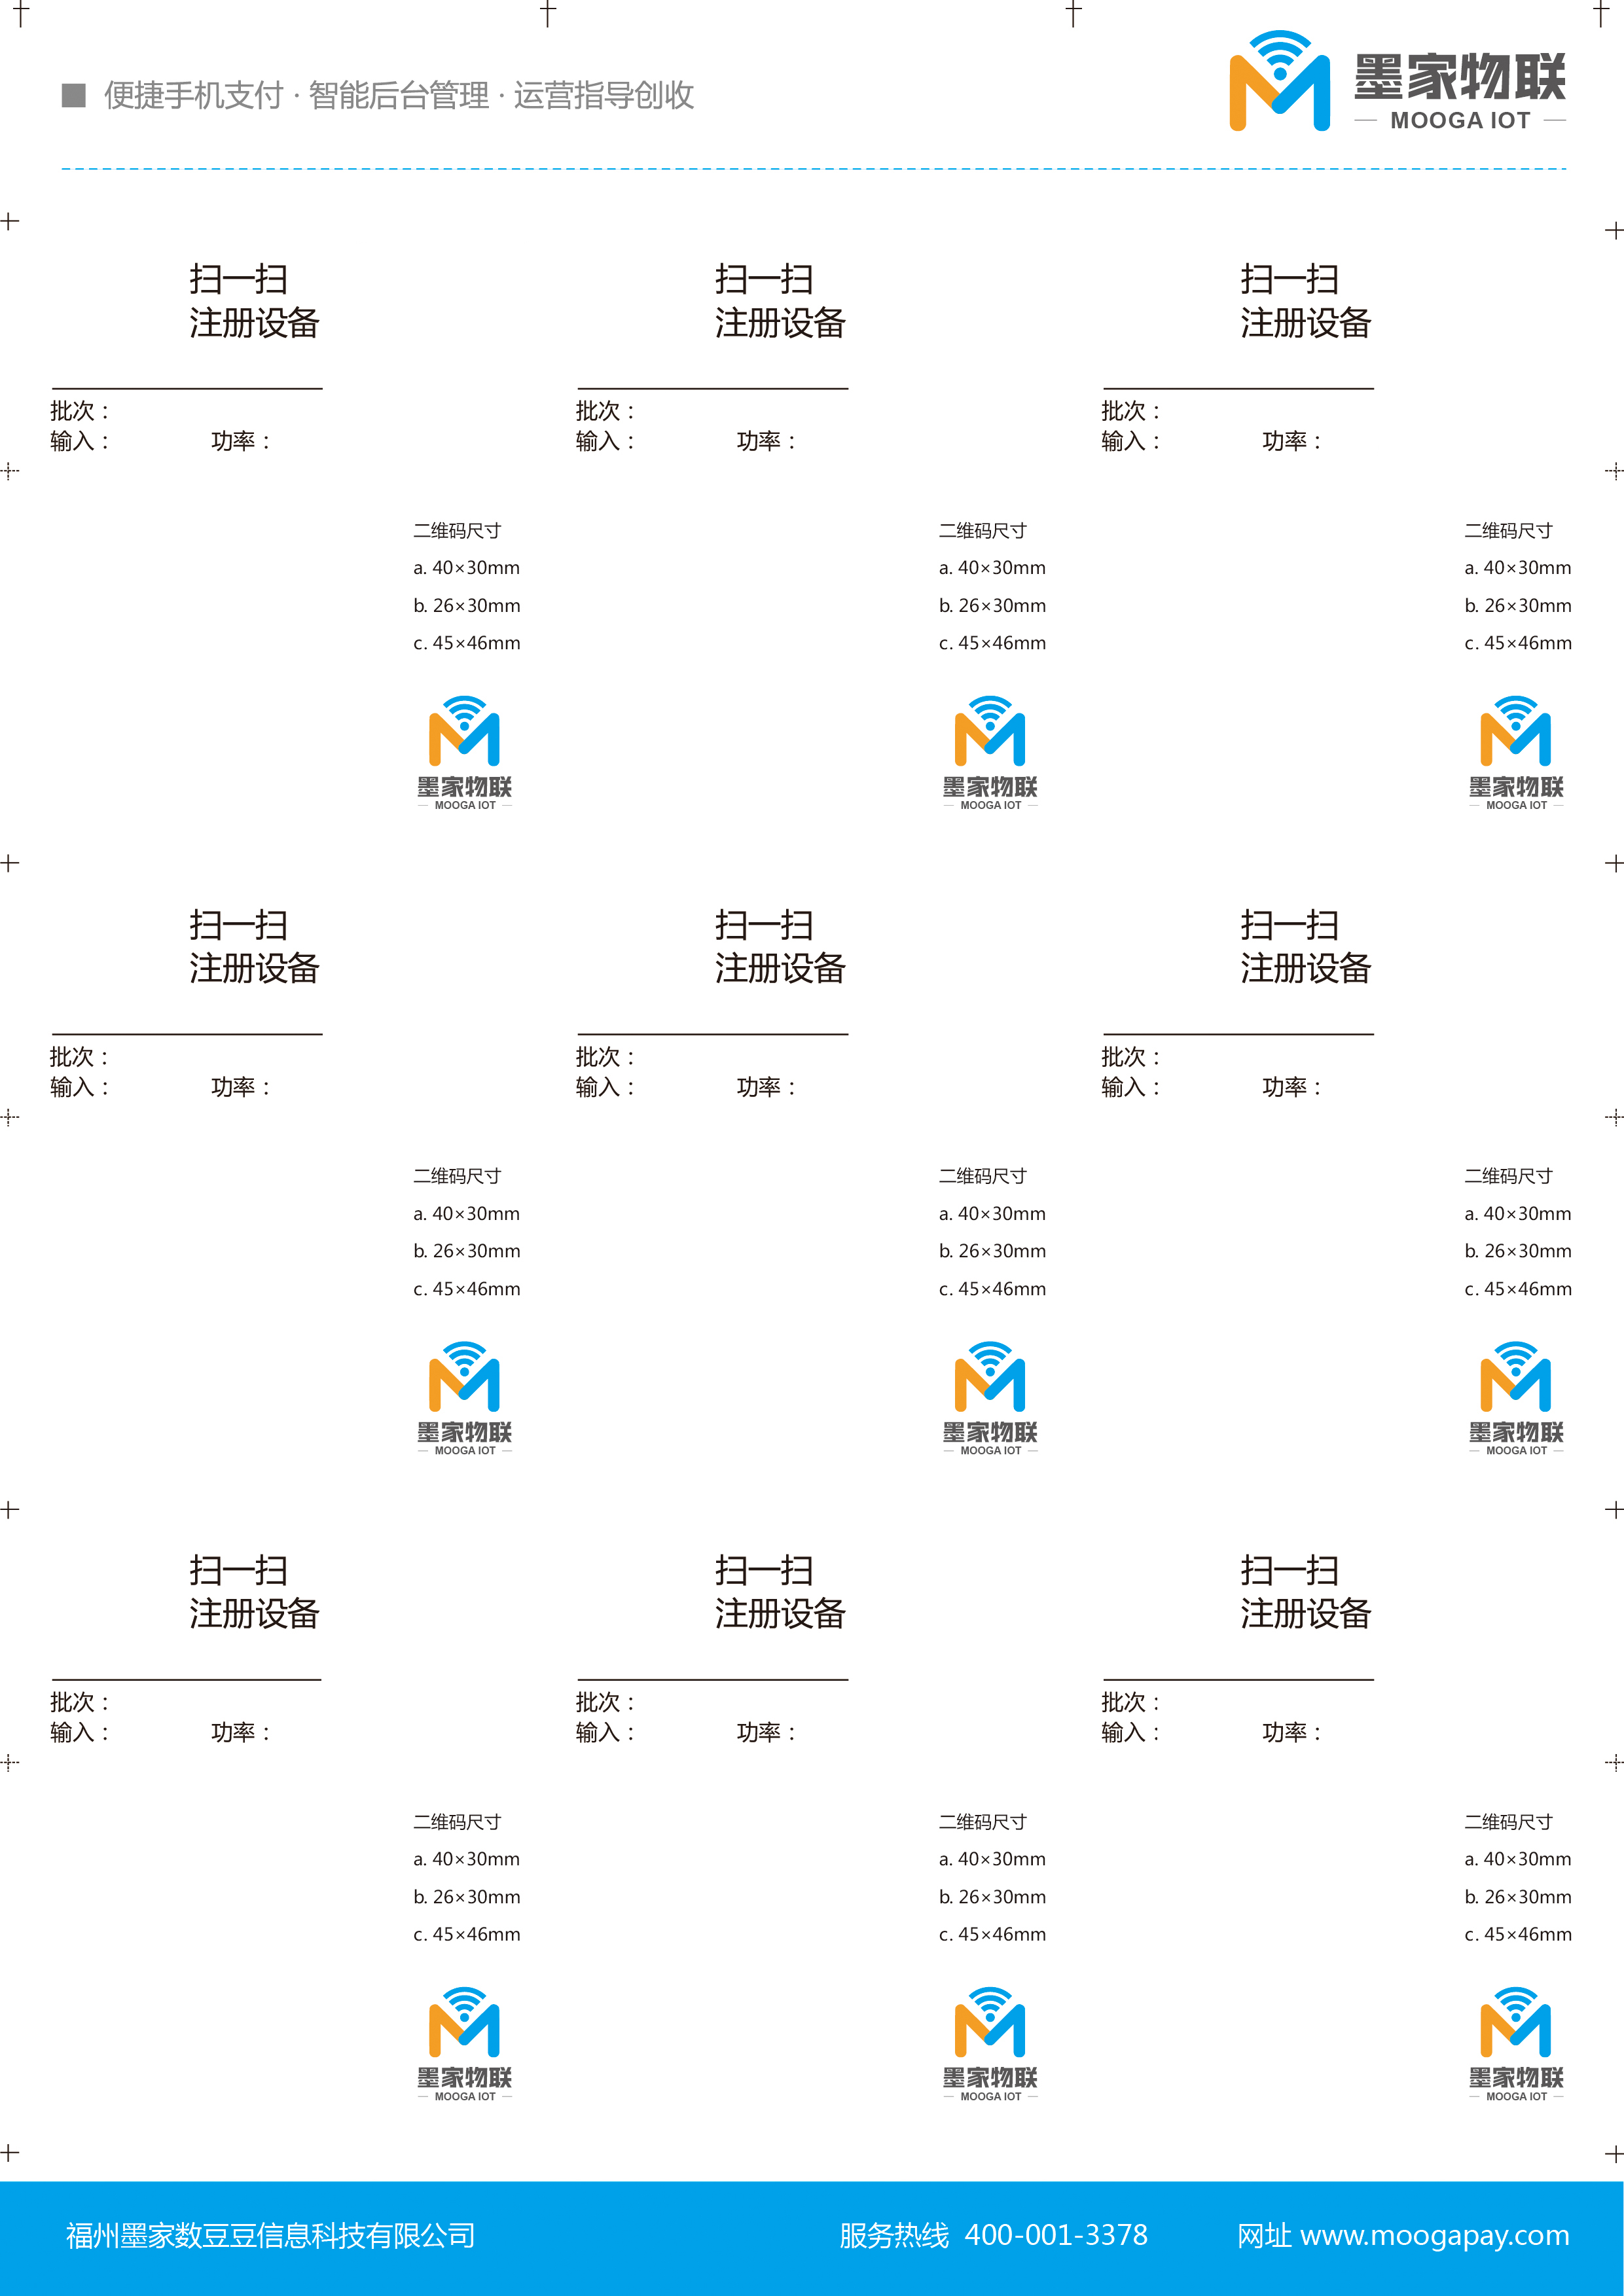 便捷手机支付 · 智能后台管理 · 运营指导创收
墨家物联
MOOGA IOT
扫一扫 扫一扫 扫一扫
注册设备 注册设备 注册设备
批次： 批次： 批次：
输入： 功率： 输入： 功率： 输入： 功率：
二维码尺寸 二维码尺寸 二维码尺寸
a. 40×30mm a. 40×30mm a. 40×30mm
b. 26×30mm b. 26×30mm b. 26×30mm
c. 45×46mm c. 45×46mm c. 45×46mm
墨家物联 墨家物联 墨家物联
MOOGA IOT MOOGA IOT MOOGA IOT
扫一扫 扫一扫 扫一扫
注册设备 注册设备 注册设备
批次： 批次： 批次：
输入： 功率： 输入： 功率： 输入： 功率：
二维码尺寸 二维码尺寸 二维码尺寸
a. 40×30mm a. 40×30mm a. 40×30mm
b. 26×30mm b. 26×30mm b. 26×30mm
c. 45×46mm c. 45×46mm c. 45×46mm
墨家物联 墨家物联 墨家物联
MOOGA IOT MOOGA IOT MOOGA IOT
扫一扫 扫一扫 扫一扫
注册设备 注册设备 注册设备
批次： 批次： 批次：
输入： 功率： 输入： 功率： 输入： 功率：
二维码尺寸 二维码尺寸 二维码尺寸
a. 40×30mm a. 40×30mm a. 40×30mm
b. 26×30mm b. 26×30mm b. 26×30mm
c. 45×46mm c. 45×46mm c. 45×46mm
墨家物联 墨家物联 墨家物联
MOOGA IOT MOOGA IOT MOOGA IOT
福州墨家数豆豆信息科技有限公司 服务热线 400-001-3378 网址 www.moogapay.com